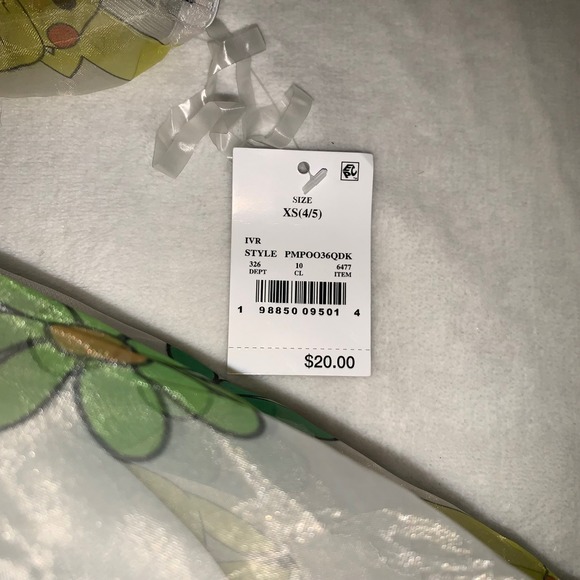 SIZE
XS(4/5)
IVR
STYLE PMPOO36QDK
326 10 6477
DEPT CL ITEM
1 98850 09501 4
$20.00